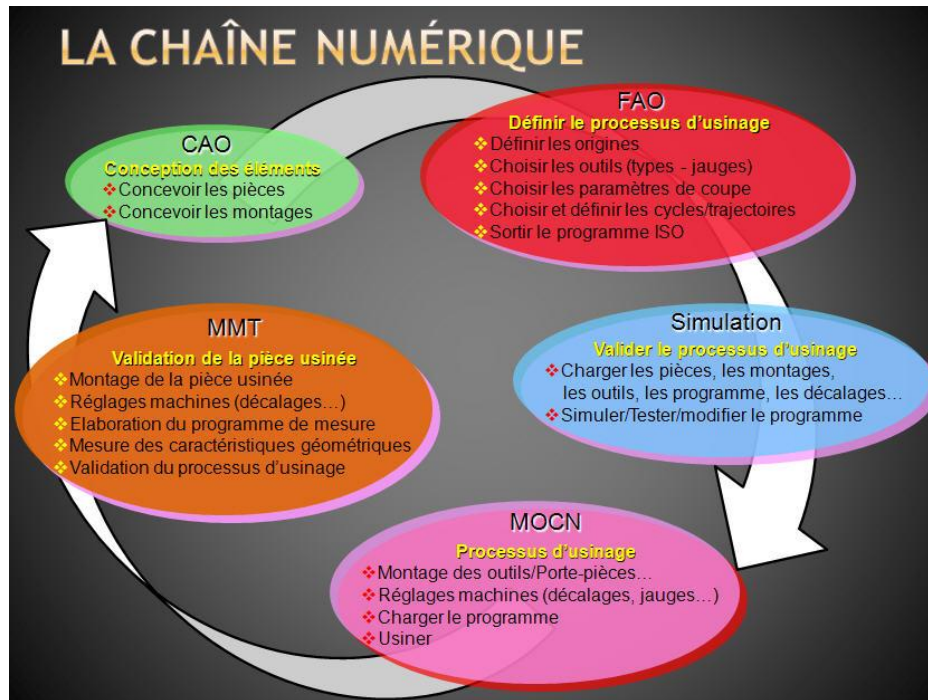 LA CHAÎNE NUMÉRIQUE
CAO
Conception des éléments
Concevoir les pièces
Concevoir les montages
FAO
Définir le processus d'usinage
Définir les origines
Choisir les outils (types - jauges)
Choisir les paramètres de coupe
Choisir et définir les cycles/trajectoires
Sortir le programme ISO
Simulation
Valider le processus d'usinage
Charger les pièces, les montages,
les outils, les programme, les décalages...
Simuler/Tester/modifier le programme
MOCN
Processus d'usinage
Montage des outils/Porte-pièces...
Réglages machines (décalages, jauges...)
Charger le programme
Usiner
MMT
Validation de la pièce usinée
Montage de la pièce usinée
Réglages machines (décalages...)
Elaboration du programme de mesure
Mesure des caractéristiques géométriques
Validation du processus d'usinage